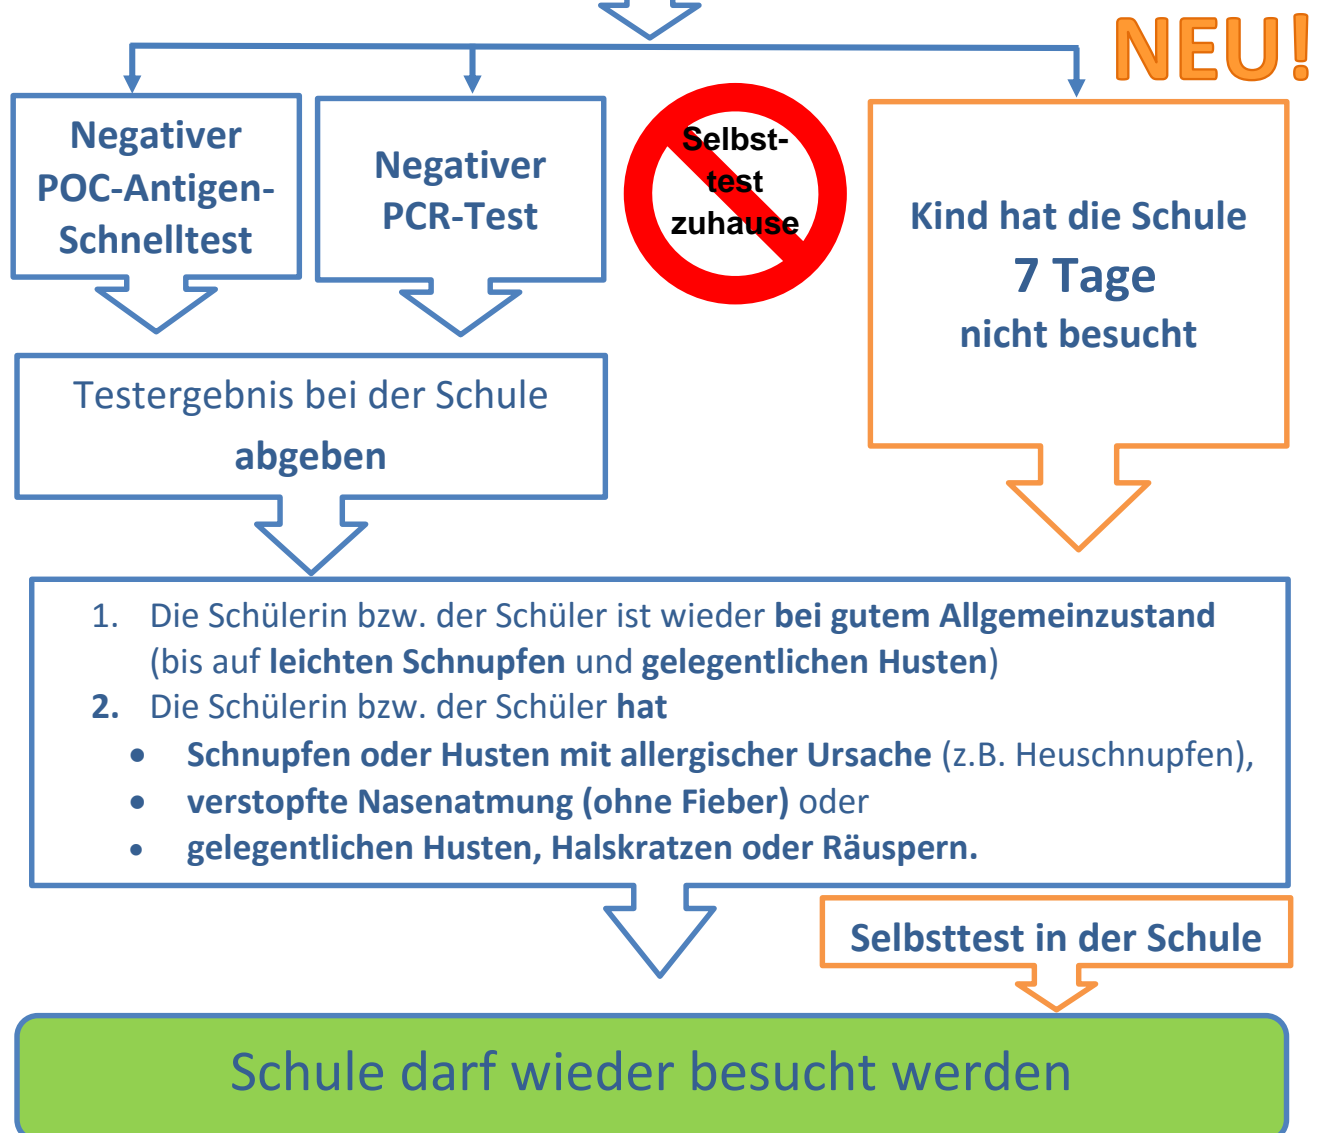 NEU!
Negativer
POC-Antigen-
Schnelltest
Negativer
PCR-Test
Selbst-
test
zuhause
Kind hat die Schule
7 Tage
nicht besucht
Testergebnis bei der Schule
abgeben
1. Die Schülerin bzw. der Schüler ist wieder bei gutem Allgemeinzustand
(bis auf leichten Schnupfen und gelegentlichen Husten)
2. Die Schülerin bzw. der Schüler hat
• Schnupfen oder Husten mit allergischer Ursache (z.B. Heuschnupfen),
• verstopfte Nasenatmung (ohne Fieber) oder
• gelegentlichen Husten, Halskratzen oder Räuspern.
Selbsttest in der Schule
Schule darf wieder besucht werden